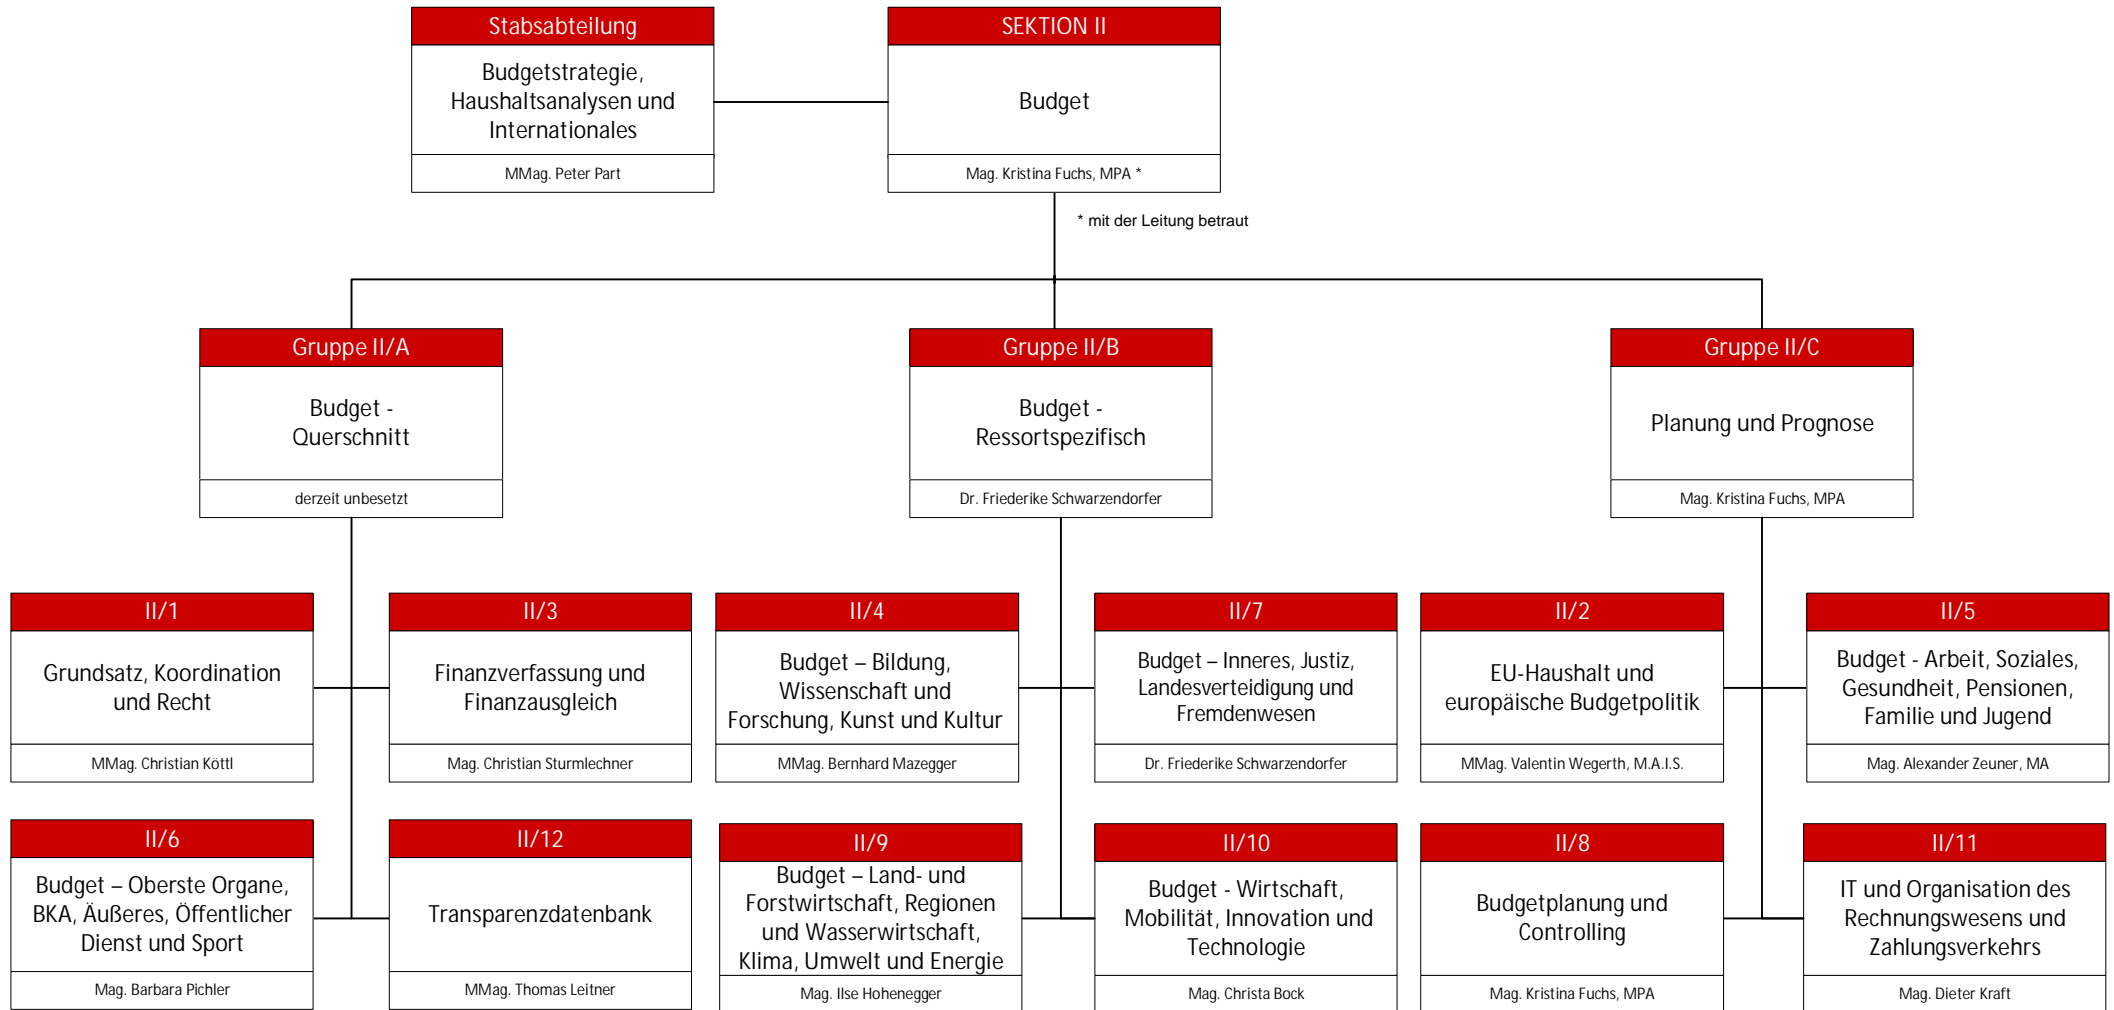 Stabsabteilung
Budgetstrategie,
Haushaltsanalysen und
Internationales
MMag. Peter Part
SEKTION II
Budget
Mag. Kristina Fuchs, MPA *
* mit der Leitung betraut
Gruppe II/A
Budget -
Querschnitt
derzeit unbesetzt
Gruppe II/B
Budget -
Ressortspezifisch
Dr. Friederike Schwarzendorfer
Gruppe II/C
Planung und Prognose
Mag. Kristina Fuchs, MPA
II/1
Grundsatz, Koordination
und Recht
MMag. Christian Köttl
II/3
Finanzverfassung und
Finanzausgleich
Mag. Christian Sturmlechner
II/4
Budget – Bildung,
Wissenschaft und
Forschung, Kunst und Kultur
MMag. Bernhard Mazegger
II/7
Budget – Inneres, Justiz,
Landesverteidigung und
Fremdenwesen
Dr. Friederike Schwarzendorfer
II/2
EU-Haushalt und
europäische Budgetpolitik
MMag. Valentin Wegerth, M.A.I.S.
II/5
Budget - Arbeit, Soziales,
Gesundheit, Pensionen,
Familie und Jugend
Mag. Alexander Zeuner, MA
II/6
Budget – Oberste Organe,
BKA, Äußeres, Öffentlicher
Dienst und Sport
Mag. Barbara Pichler
II/12
Transparenzdatenbank
MMag. Thomas Leitner
II/9
Budget – Land- und
Forstwirtschaft, Regionen
und Wasserwirtschaft,
Klima, Umwelt und Energie
Mag. Ilse Hohenegger
II/10
Budget - Wirtschaft,
Mobilität, Innovation und
Technologie
Mag. Christa Bock
II/8
Budgetplanung und
Controlling
Mag. Kristina Fuchs, MPA
II/11
IT und Organisation des
Rechnungswesens und
Zahlungsverkehrs
Mag. Dieter Kraft